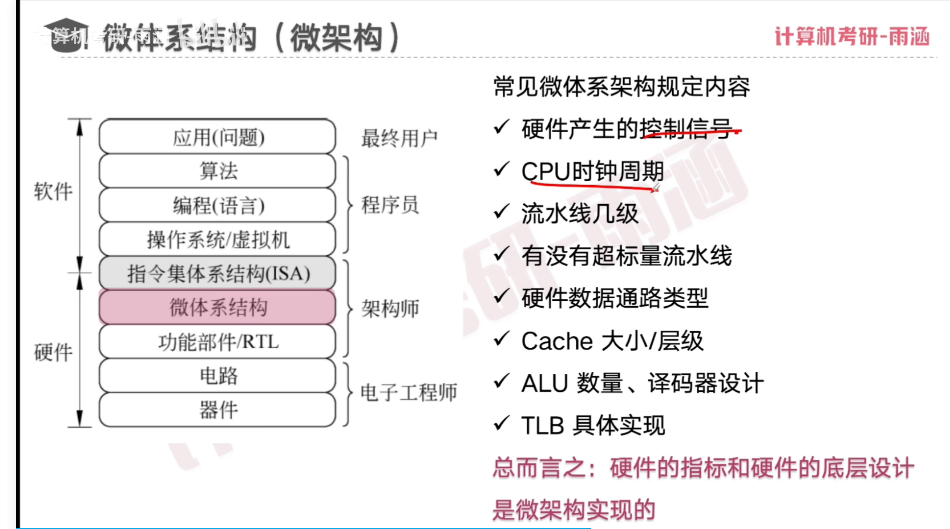 微体系结构（微架构）
计算机考研-雨涵
常见微体系架构规定内容
✓ 硬件产生的控制信号
✓ CPU时钟周期
✓ 流水线几级
✓ 有没有超标量流水线
✓ 硬件数据通路类型
✓ Cache 大小/层级
✓ ALU 数量、译码器设计
✓ TLB 具体实现
总而言之：硬件的指标和硬件的底层设计
是微架构实现的
软件
硬件
应用(问题)
算法
编程(语言)
操作系统/虚拟机
指令集体系结构(ISA)
微体系结构
功能部件/RTL
电路
器件
最终用户
程序员
架构师
电子工程师